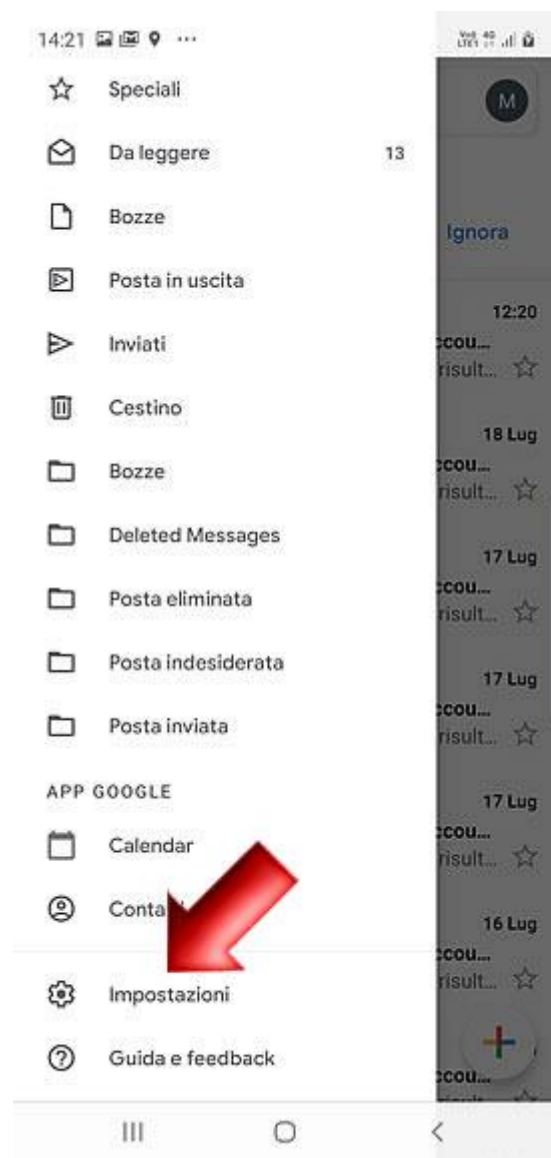 14:21
Speciali
M
Da leggere 13
Bozze
Ignora
Posta in uscita
12:20
Inviati
Cestino
18 Lug
Bozze
Deleted Messages
17 Lug
Posta eliminata
Posta indesiderata
17 Lug
Posta inviata
APP GOOGLE
17 Lug
Calendar
16 Lug
Impostazioni
Guida e feedback